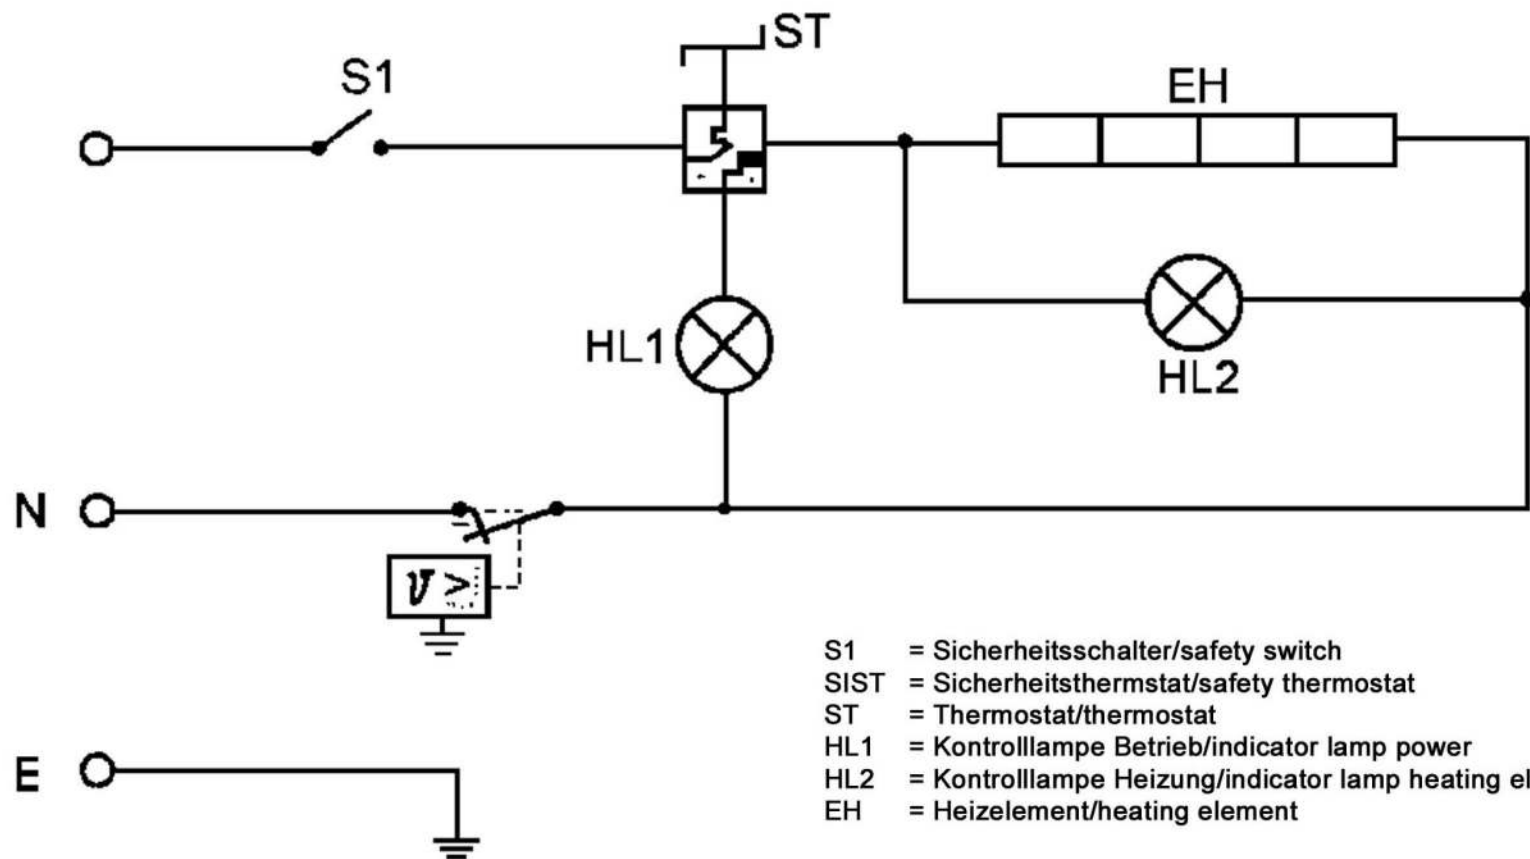 ST
S1
EH
HL1
HL2
N
ϑ >
E
S1 = Sicherheitsschalter/safety switch
SIST = Sicherheitsthermstat/safety thermostat
ST = Thermostat/thermostat
HL1 = Kontrolllampe Betrieb/indicator lamp power
HL2 = Kontrolllampe Heizung/indicator lamp heating el
EH = Heizelement/heating element